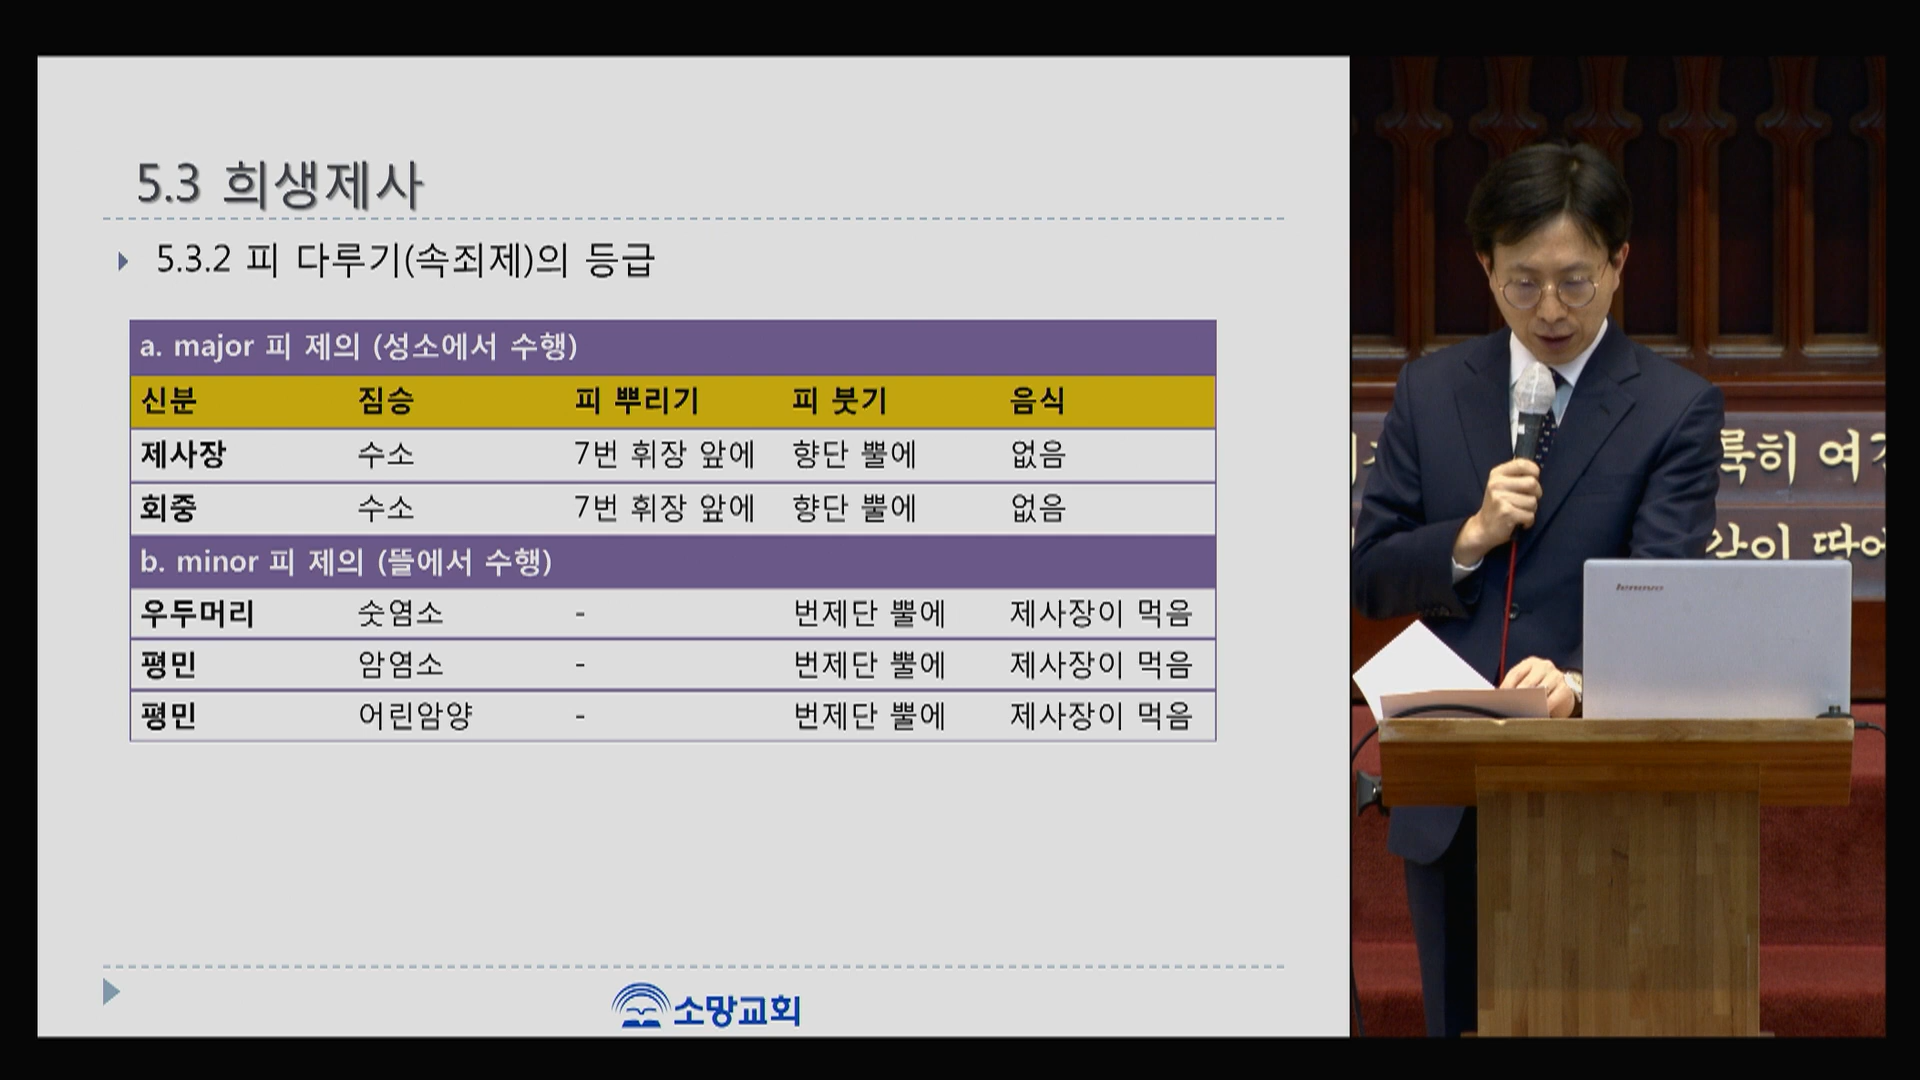 5.3 희생제사
5.3.2 피 다루기(속죄제)의 등급
a. major 피 제의 (성소에서 수행)
신분 짐승 피 뿌리기 피 붓기 음식
제사장 수소 7번 휘장 앞에 향단 뿔에 없음
회중 수소 7번 휘장 앞에 향단 뿔에 없음
b. minor 피 제의 (뜰에서 수행)
우두머리 숫염소 - 번제단 뿔에 제사장이 먹음
평민 암염소 - 번제단 뿔에 제사장이 먹음
평민 어린암양 - 번제단 뿔에 제사장이 먹음
소망교회
룩히 여
이 땅에
lenovo